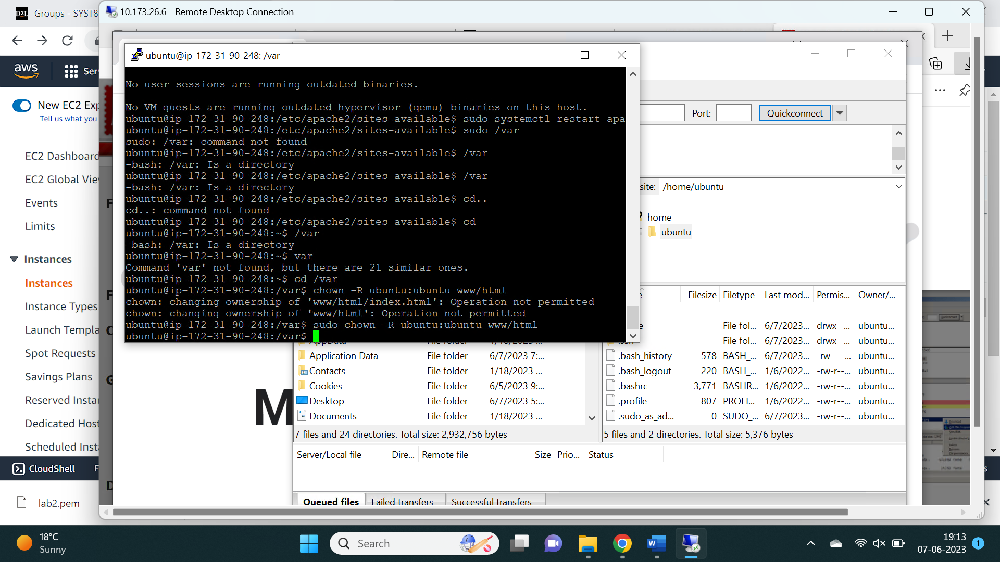 D2L Groups - SYST8
10.173.26.6 - Remote Desktop Connection
aws
New EC2 Exp
Tell us what you
EC2 Dashboard
EC2 Global View
Events
Limits
Instances
Instances
Instance Types
Launch Templa
Spot Requests
Savings Plans
Reserved Instan
Dedicated Host
Scheduled Insta
CloudShell F
lab2.pem
ubuntu@ip-172-31-90-248: /var
No user sessions are running outdated binaries.
No VM guests are running outdated hypervisor (qemu) binaries on this host.
ubuntu@ip-172-31-90-248:/etc/apache2/sites-available$ sudo systemctl restart apa
ubuntu@ip-172-31-90-248:/etc/apache2/sites-available$ sudo /var
sudo: /var: command not found
ubuntu@ip-172-31-90-248:/etc/apache2/sites-available$ /var
-bash: /var: Is a directory
ubuntu@ip-172-31-90-248:/etc/apache2/sites-available$ /var
-bash: /var: Is a directory
ubuntu@ip-172-31-90-248:/etc/apache2/sites-available$ cd..
cd..: command not found
ubuntu@ip-172-31-90-248:/etc/apache2/sites-available$ cd
ubuntu@ip-172-31-90-248:~$ /var
-bash: /var: Is a directory
ubuntu@ip-172-31-90-248:~$ var
Command 'var' not found, but there are 21 similar ones.
ubuntu@ip-172-31-90-248:~$ cd /var
ubuntu@ip-172-31-90-248:/var$ chown -R ubuntu:ubuntu www/html
chown: changing ownership of 'www/html/index.html': Operation not permitted
chown: changing ownership of 'www/html': Operation not permitted
ubuntu@ip-172-31-90-248:/var$ sudo chown -R ubuntu:ubuntu www/html
ubuntu@ip-172-31-90-248:/var$
Port: Quickconnect
site: /home/ubuntu
home
ubuntu
Filesize Filetype Last mod... Permis... Owner/...
File fol... 6/7/2023... drwx--... ubuntu...
File fol... 6/7/2023... drwx--... ubuntu...
.bash_history 578 BASH_... 6/7/2023... -rw----... ubuntu...
.bash_logout 220 BASH_... 1/6/2022... -rw-r--... ubuntu...
.bashrc 3,771 BASHR... 1/6/2022... -rw-r--... ubuntu...
.profile 807 PROFI... 1/6/2022... -rw-r--... ubuntu...
.sudo_as_ad... 0 SUDO_... 6/7/2023... -rw-r--... ubuntu...
5 files and 2 directories. Total size: 5,376 bytes
Application Data File folder 6/7/2023 7:...
Contacts File folder 1/18/2023 ...
Cookies File folder 6/5/2023 9:...
Desktop File folder 6/7/2023 5:...
Documents File folder 1/18/2023 ...
7 files and 24 directories. Total size: 2,932,756 bytes
M
Server/Local file Dire... Remote file Size Prio... Status
Queued files Failed transfers Successful transfers
18°C
Sunny
Search
19:13
07-06-2023
1